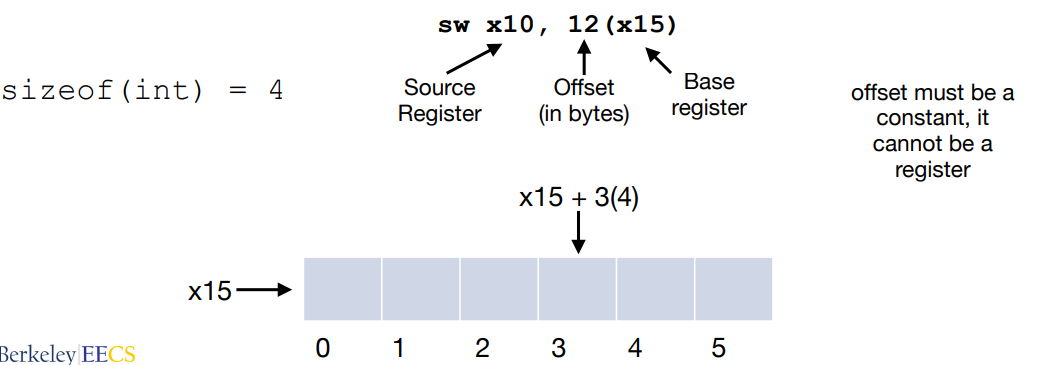 sw x10, 12(x15)
sizeof(int) = 4
Source
Register
Offset
(in bytes)
Base
register
offset must be a
constant, it
cannot be a
register
x15 + 3(4)
x15
0 1 2 3 4 5
Berkeley|EECS